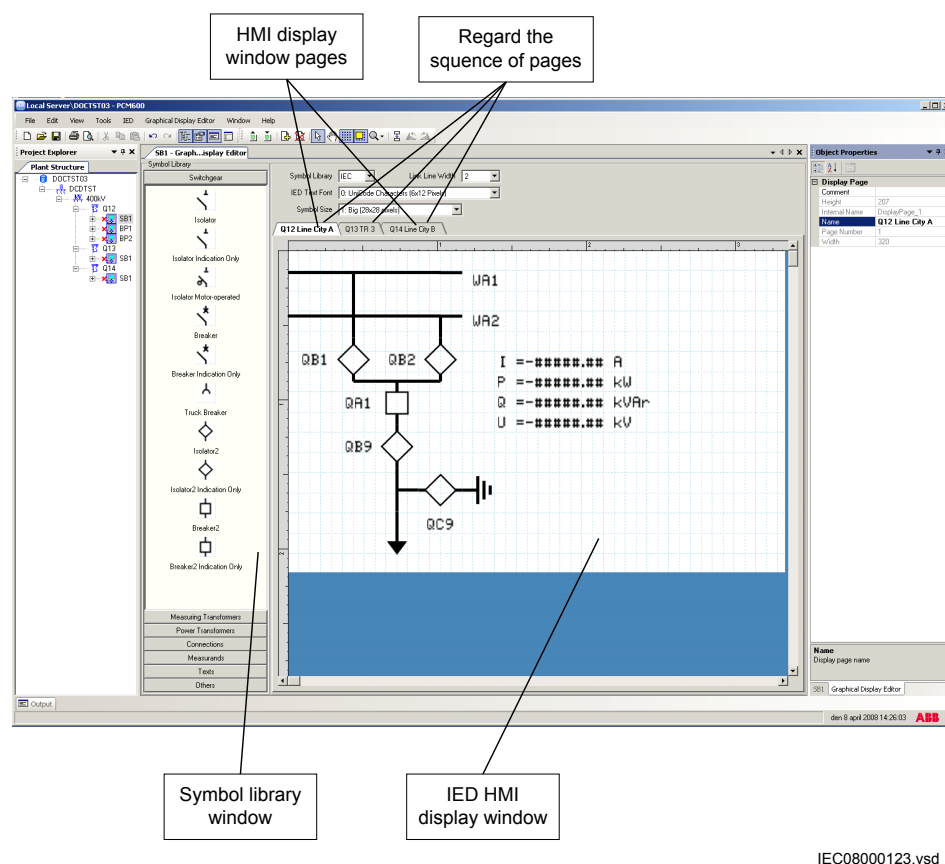 HMI display
window pages
Regard the
squence of pages
Local Server\DOCTST03 - PCM600
File Edit View Tools IED Graphical Display Editor Window Help
Project Explorer
Plant Structure
DOCTST03
DCDTST
400kV
Q12
SB1
BP1
BP2
Q13
SB1
Q14
SB1
SB1 - Graph...isplay Editor
Symbol Library
Switchgear
Isolator
Isolator Indication Only
Isolator Motor-operated
Breaker
Breaker Indication Only
Truck Breaker
Isolator2
Isolator2 Indication Only
Breaker2
Breaker2 Indication Only
Measuring Transformers
Power Transformers
Connections
Measurands
Texts
Others
Symbol Library IEC Link Line Width 2
IED Text Font 0: UniCode Characters (6x12 Pixels)
Symbol Size 1: Big (28x28 pixels)
Q12 Line City A Q13 TR 3 Q14 Line City B
1 2 3
2
WA1
WA2
QB1 QB2
QA1
QB9
QC9
I =-#####.## A
P =-#####.## kW
Q =-#####.## kVAr
U =-#####.## kV
Object Properties
Display Page
Comment
Height 207
Internal Name DisplayPage_1
Name Q12 Line City A
Page Number 1
Width 320
Name
Display page name
SB1 Graphical Display Editor
Output
den 8 april 2008 14:26:03 ABB
Symbol library
window
IED HMI
display window
IEC08000123.vsd